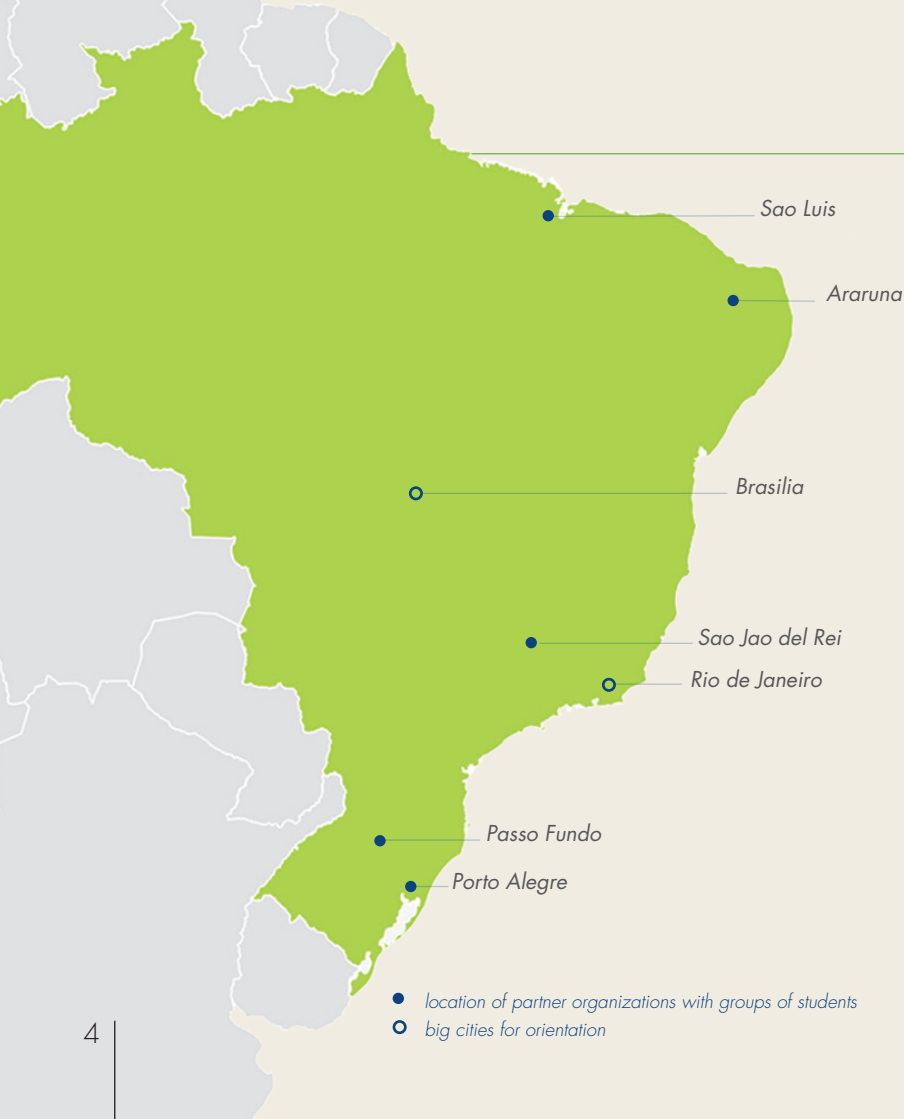 Sao Luis
Araruna
Brasilia
Sao Jao del Rei
Rio de Janeiro
Passo Fundo
Porto Alegre
location of partner organizations with groups of students
big cities for orientation
4